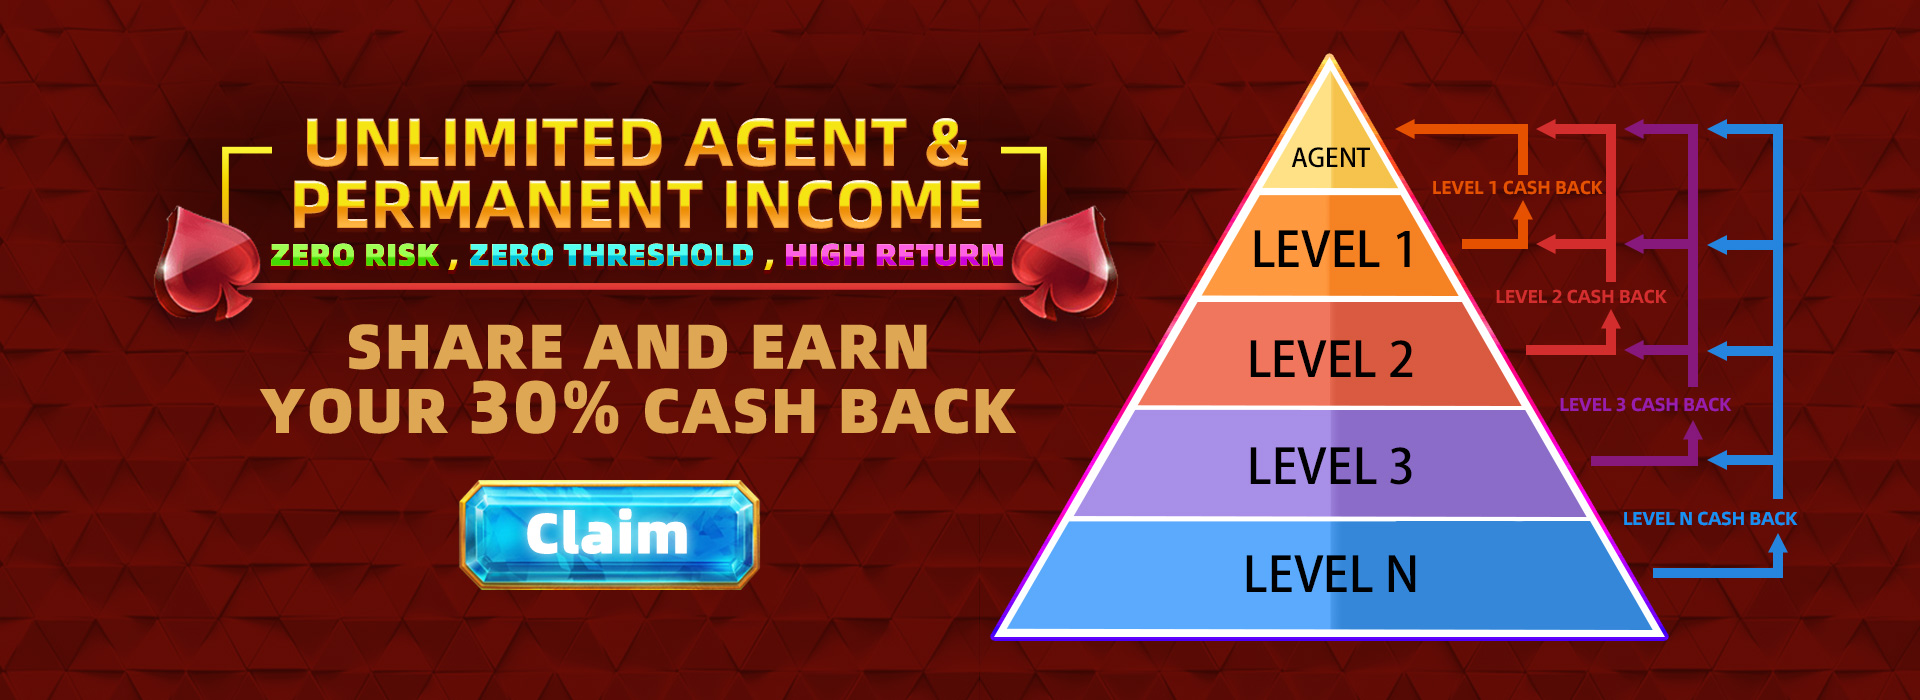 UNLIMITED AGENT &
PERMANENT INCOME
ZERO RISK , ZERO THRESHOLD , HIGH RETURN
SHARE AND EARN
YOUR 30% CASH BACK
Claim
AGENT
LEVEL 1
LEVEL 2
LEVEL 3
LEVEL N
LEVEL 1 CASH BACK
LEVEL 2 CASH BACK
LEVEL 3 CASH BACK
LEVEL N CASH BACK